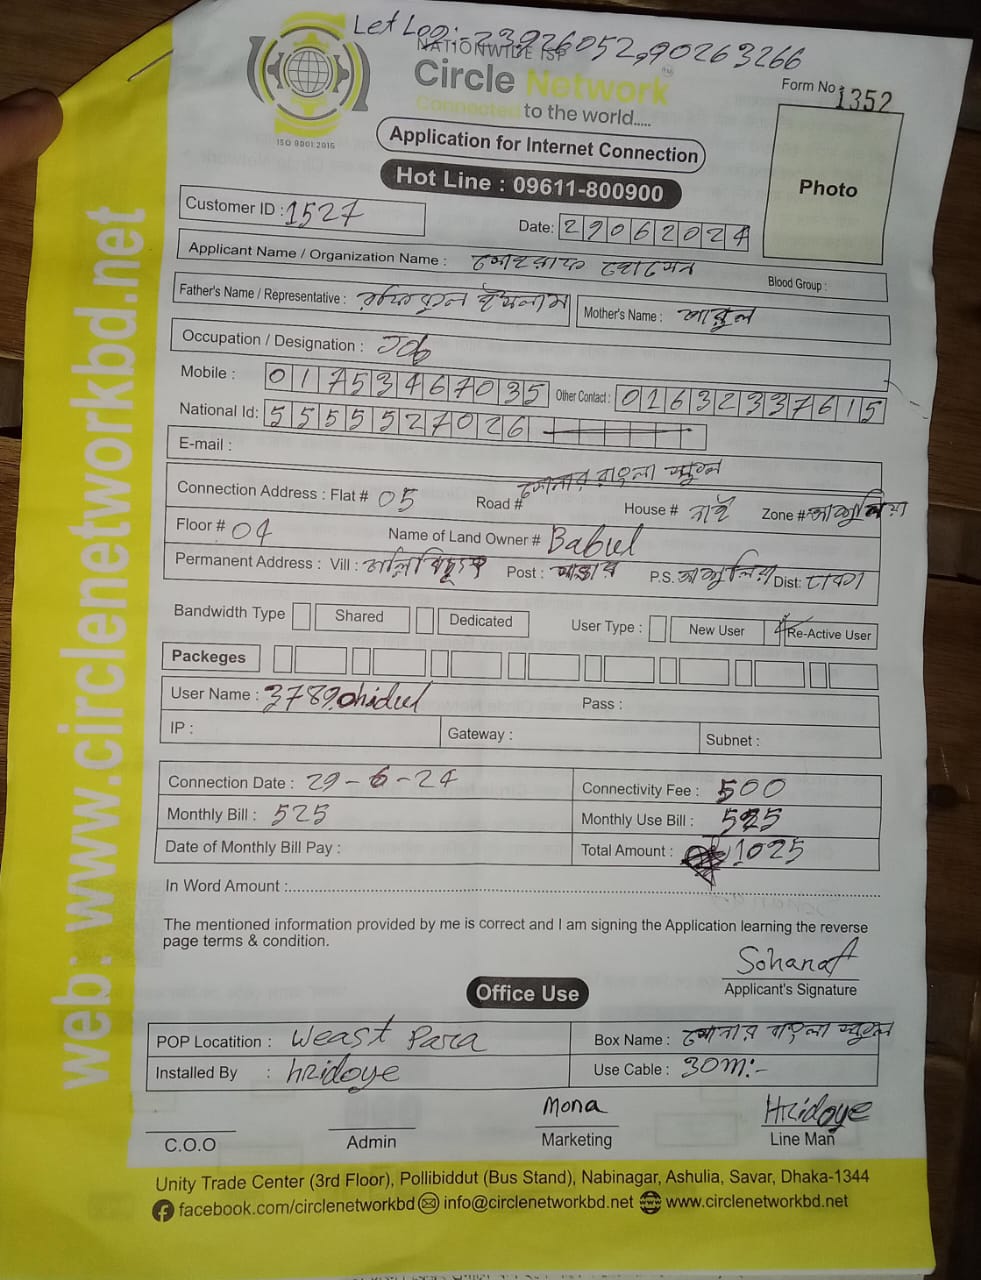 Let Log:- 23.926052,90263266
NATIONWIDE ISP
Circle Network
Connected to the world.....
ISO 9001:2015
Form No : 1352
Application for Internet Connection
Hot Line : 09611-800900
Photo
Customer ID : 1527
Date: 29062024
Applicant Name / Organization Name : হোসেন
Blood Group :
Father's Name / Representative : ইসলাম Mother's Name :
Occupation / Designation : Job
Mobile : 01753467035 Other Contact : 01632337615
National Id: 5555527026
E-mail :
Connection Address : Flat # 05 Road # সোনার বাংলা স্কুল House # নাই Zone # আশুলিয়া
Floor # 04 Name of Land Owner # Babul
Permanent Address : Vill : Post : P.S. আশুলিয়া Dist: ঢাকা
Bandwidth Type Shared Dedicated User Type : New User Re-Active User
Packeges
User Name : Pass :
IP : Gateway : Subnet :
Connection Date : 29-6-24 Connectivity Fee : 500
Monthly Bill : 525 Monthly Use Bill : 525
Date of Monthly Bill Pay : Total Amount : 1025
In Word Amount :
The mentioned information provided by me is correct and I am signing the Application learning the reverse
page terms & condition.
Applicant's Signature
Office Use
POP Locatition : Weast Para Box Name : সোনার বাংলা স্কুল
Installed By : hridoye Use Cable : 30m:-
Mona Hridoye
C.O.O Admin Marketing Line Man
Unity Trade Center (3rd Floor), Pollibiddut (Bus Stand), Nabinagar, Ashulia, Savar, Dhaka-1344
facebook.com/circlenetworkbd info@circlenetworkbd.net www.circlenetworkbd.net
web: www.circlenetworkbd.net